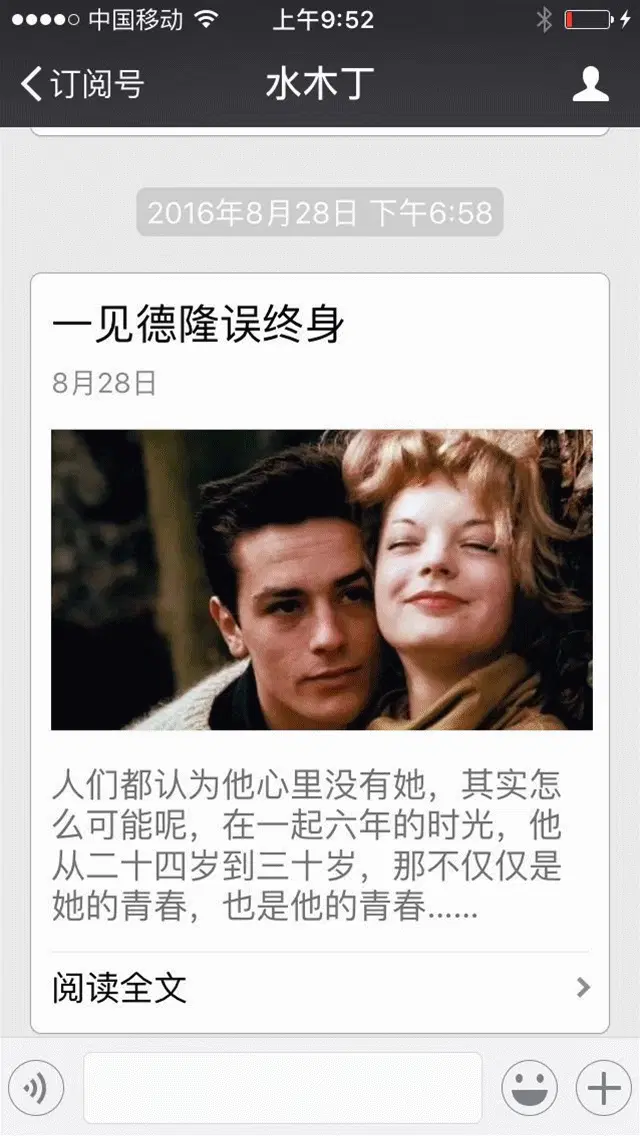 中国移动 上午9:52
订阅号 水木丁
2016年8月28日 下午6:58
一见德隆误终身
8月28日
人们都认为他心里没有她，其实怎
么可能呢，在一起六年的时光，他
从二十四岁到三十岁，那不仅仅是
她的青春，也是他的青春......
阅读全文